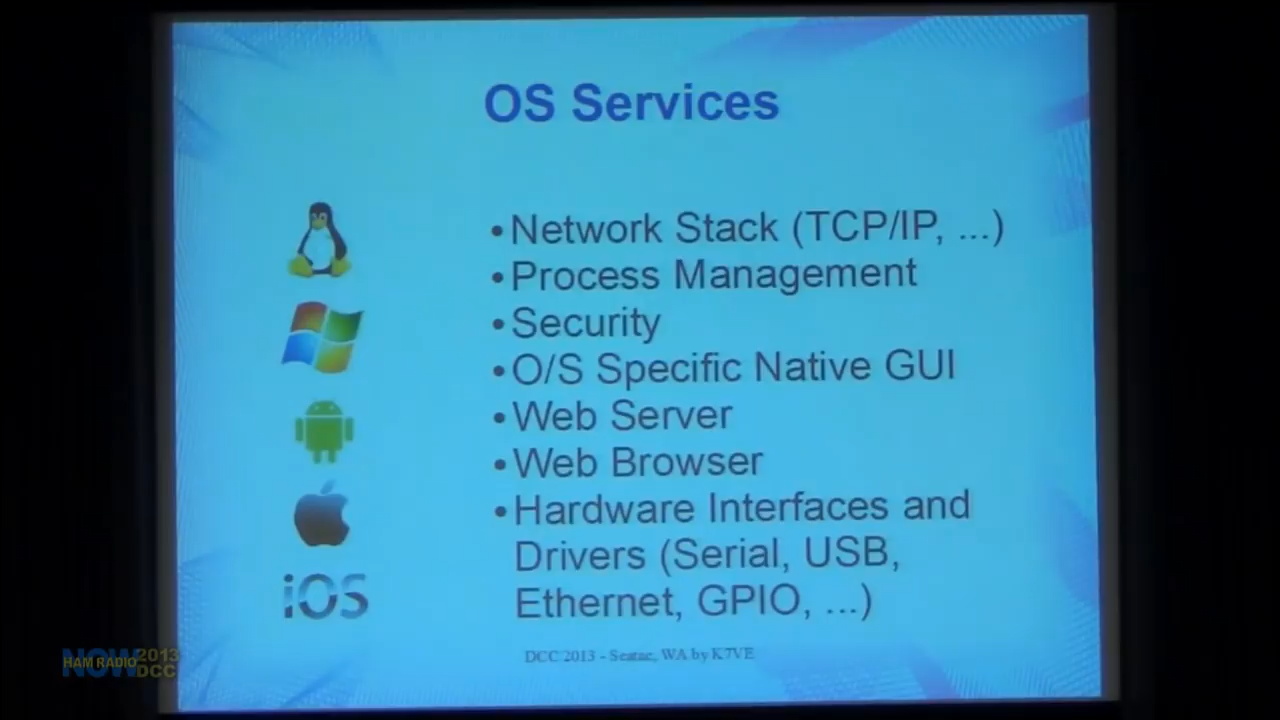 OS Services
•Network Stack (TCP/IP, ...)
•Process Management
•Security
•O/S Specific Native GUI
•Web Server
•Web Browser
•Hardware Interfaces and
Drivers (Serial, USB,
Ethernet, GPIO, ...)
iOS
DCC 2013 - Seatac, WA by K7VE
HAM RADIO
NOW
2013
DCC